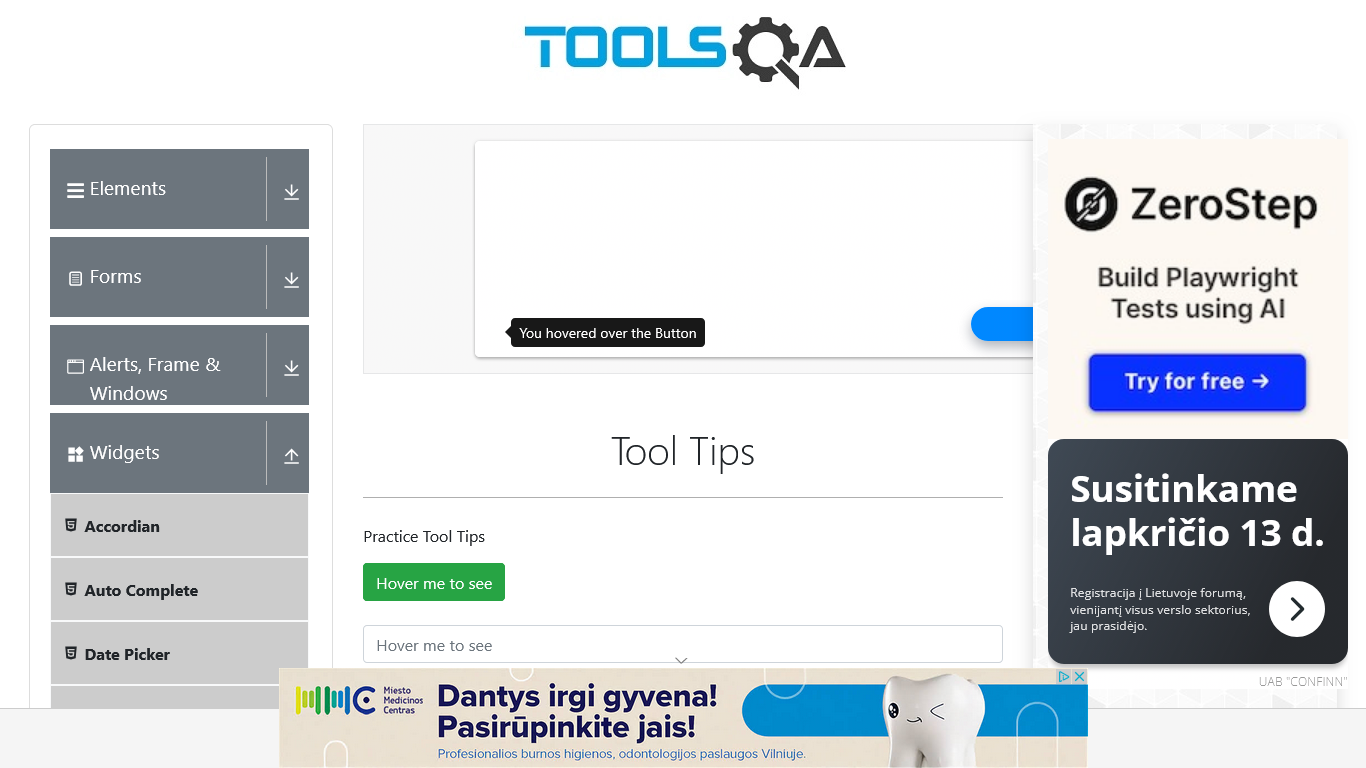 TOOLSQA
Elements
Forms
Alerts, Frame &
Windows
Widgets
Accordian
Auto Complete
Date Picker
You hovered over the Button
Tool Tips
Practice Tool Tips
Hover me to see
Hover me to see
ZeroStep
Build Playwright
Tests using AI
Try for free →
Susitinkame
lapkričio 13 d.
Registracija į Lietuvoje forumą,
vienijantį visus verslo sektorius,
jau prasidėjo.
UAB "CONFINN"
Miesto
Medicinos
Centras
Dantys irgi gyvena!
Pasirūpinkite jais!
Profesionalios burnos higienos, odontologijos paslaugos Vilniuje.